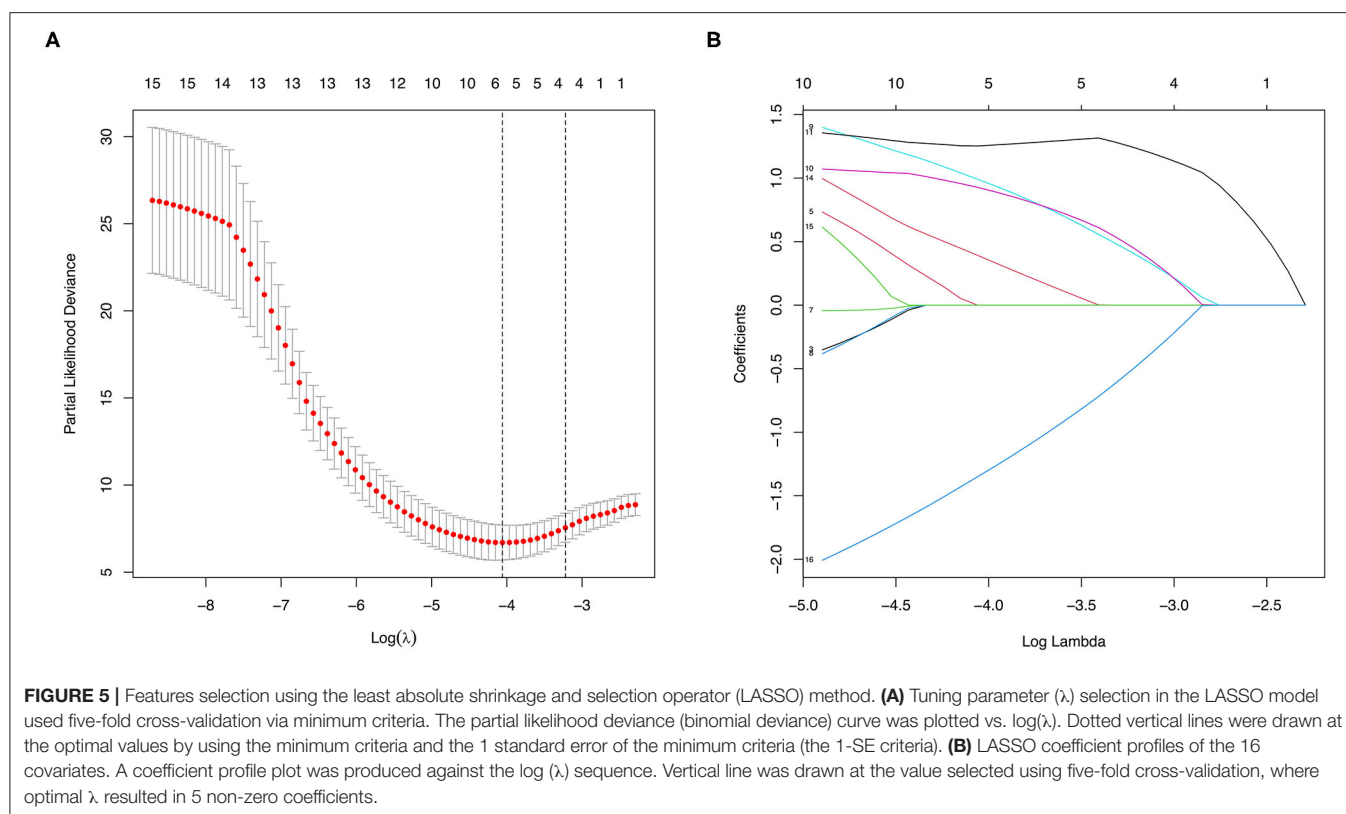 A
15 15 14 13 13 13 13 12 10 10 6 5 5 4 4 1 1
30
25
20
15
10
5
Partial Likelihood Deviance
−8 −7 −6 −5 −4 −3
Log(λ)
B
10 10 5 5 4 1
1.5
1.0
0.5
0.0
−0.5
−1.0
−1.5
−2.0
Coefficients
9
11
10
14
5
15
7
3
8
16
−5.0 −4.5 −4.0 −3.5 −3.0 −2.5
Log Lambda
FIGURE 5 | Features selection using the least absolute shrinkage and selection operator (LASSO) method. (A) Tuning parameter (λ) selection in the LASSO model
used five-fold cross-validation via minimum criteria. The partial likelihood deviance (binomial deviance) curve was plotted vs. log(λ). Dotted vertical lines were drawn at
the optimal values by using the minimum criteria and the 1 standard error of the minimum criteria (the 1-SE criteria). (B) LASSO coefficient profiles of the 16
covariates. A coefficient profile plot was produced against the log (λ) sequence. Vertical line was drawn at the value selected using five-fold cross-validation, where
optimal λ resulted in 5 non-zero coefficients.